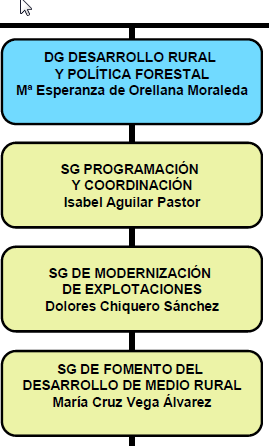 DG DESARROLLO RURAL
Y POLÍTICA FORESTAL
Mª Esperanza de Orellana Moraleda
SG PROGRAMACIÓN
Y COORDINACIÓN
Isabel Aguilar Pastor
SG DE MODERNIZACIÓN
DE EXPLOTACIONES
Dolores Chiquero Sánchez
SG DE FOMENTO DEL
DESARROLLO DE MEDIO RURAL
María Cruz Vega Álvarez